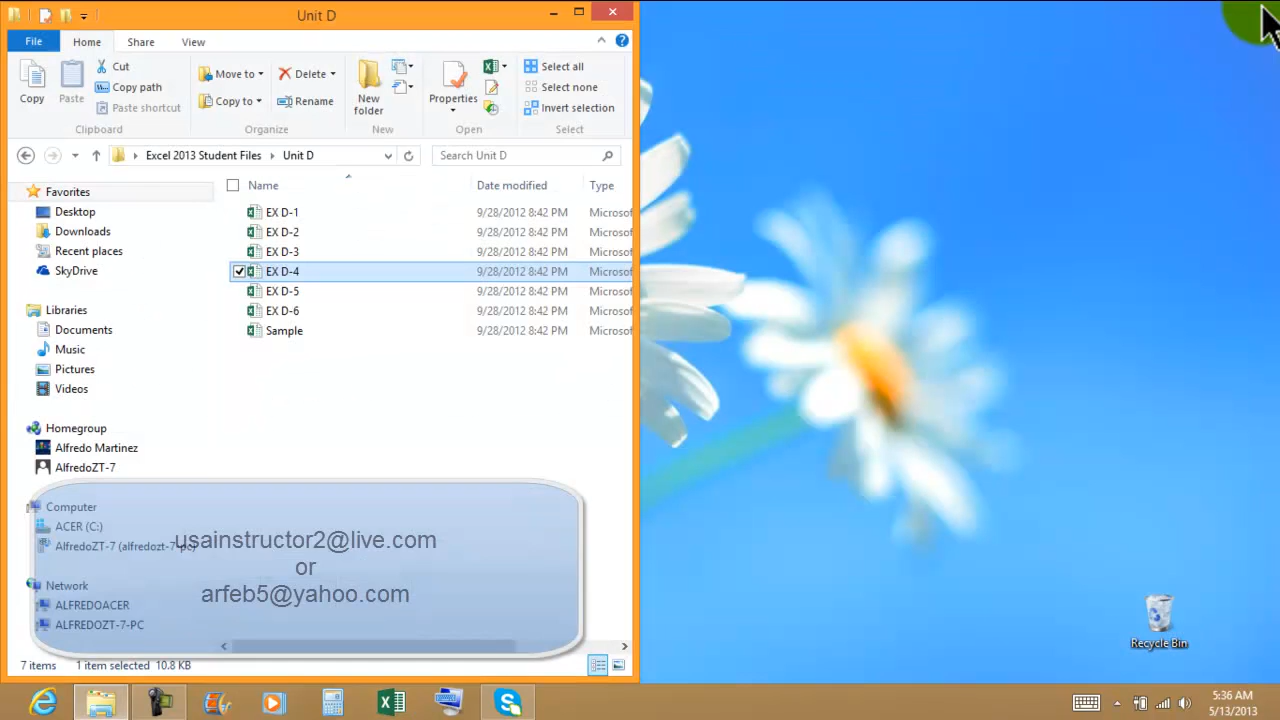 Unit D
File Home Share View
Copy
Paste
Cut
Copy path
Paste shortcut
Clipboard
Move to
Copy to
Delete
Rename
Organize
New folder
New
Properties
Open
Select all
Select none
Invert selection
Select
Excel 2013 Student Files Unit D
Search Unit D
Name Date modified Type
EX D-1 9/28/2012 8:42 PM Microsof
EX D-2 9/28/2012 8:42 PM Microsof
EX D-3 9/28/2012 8:42 PM Microsof
EX D-4 9/28/2012 8:42 PM Microsof
EX D-5 9/28/2012 8:42 PM Microsof
EX D-6 9/28/2012 8:42 PM Microsof
Sample 9/28/2012 8:42 PM Microsof
Favorites
Desktop
Downloads
Recent places
SkyDrive
Libraries
Documents
Music
Pictures
Videos
Homegroup
Alfredo Martinez
AlfredoZT-7
Computer
ACER (C:)
AlfredoZT-7 (alfredozt-7-pc)
Network
ALFREDOACER
ALFREDOZT-7-PC
usainstructor2@live.com
or
arfeb5@yahoo.com
7 items 1 item selected 10.8 KB
Recycle Bin
5:36 AM
5/13/2013